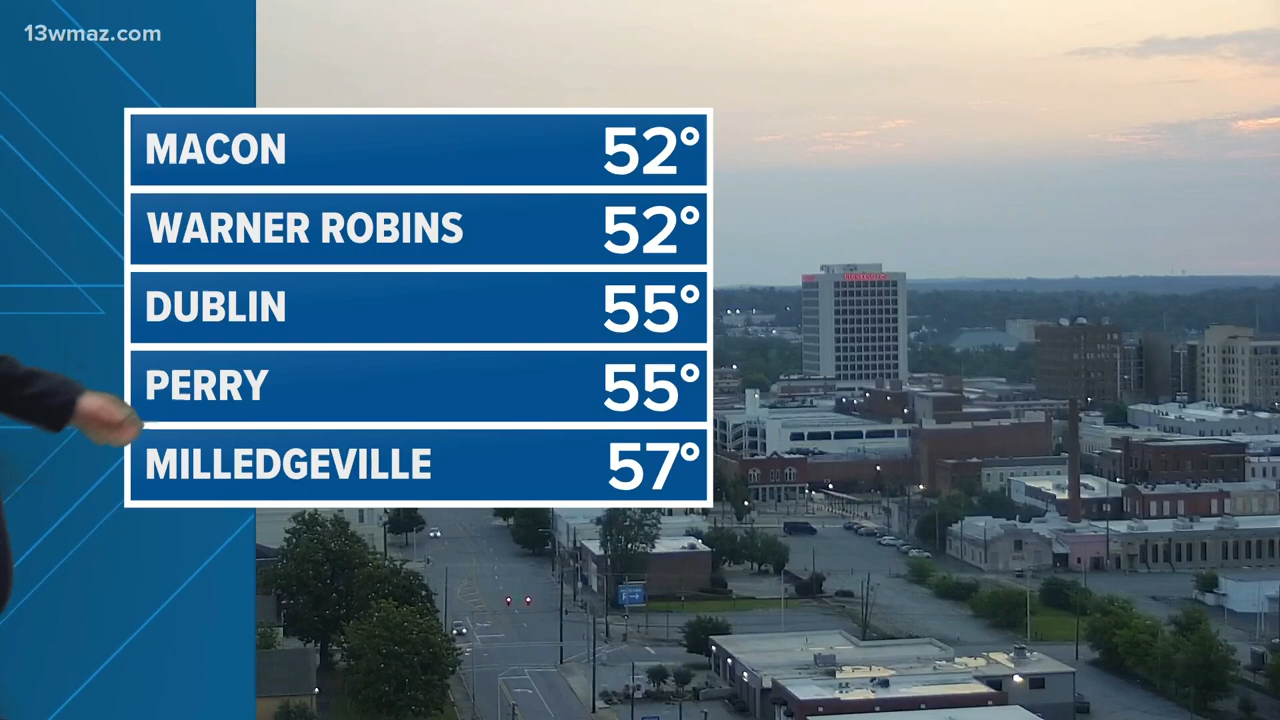 13wmaz.com
MACON 52°
WARNER ROBINS 52°
DUBLIN 55°
PERRY 55°
MILLEDGEVILLE 57°